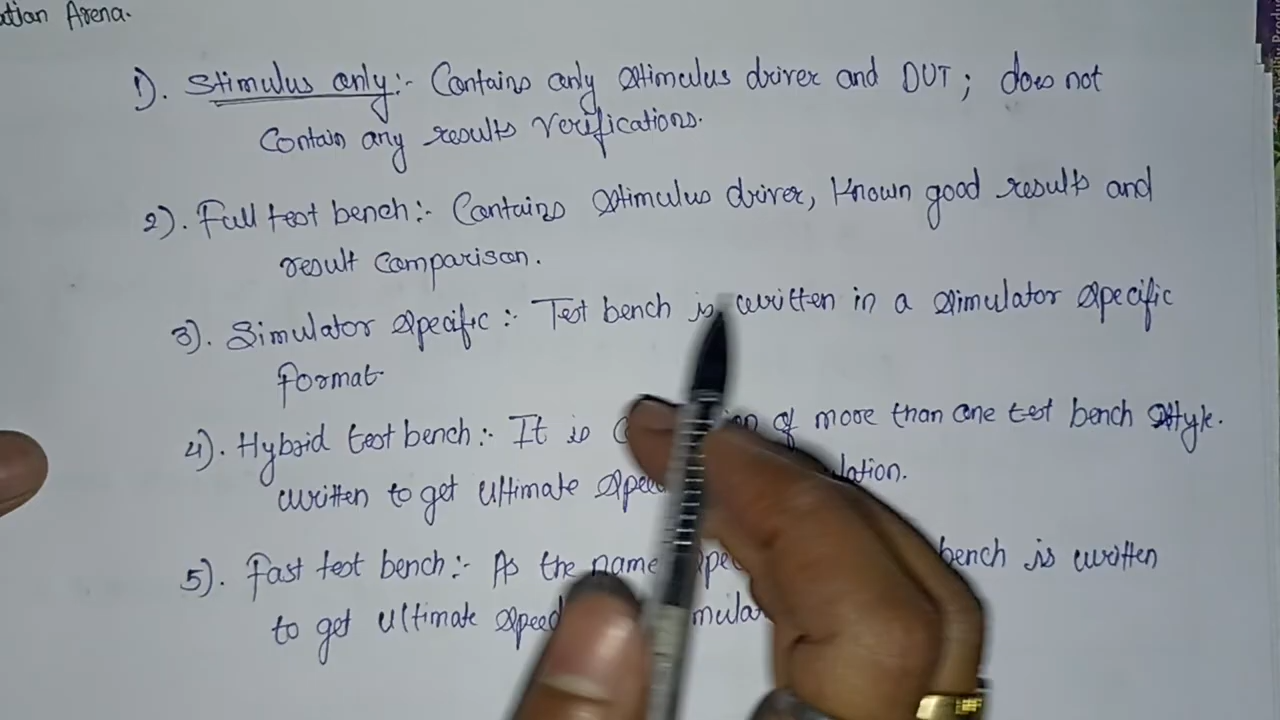 Arena.
1). Stimulus only:- Contains only Stimulus driver and DUT; does not
Contain any results Verifications.
2). Full test bench:- Contains Stimulus driver, Known good results and
result Comparison.
3). Simulator Specific:- Test bench is written in a Simulator Specific
Format
4). Hybrid test bench:- It is of more than one test bench Style.
written to get ultimate
5). Fast test bench:- As the name bench is written
to get ultimate Speed